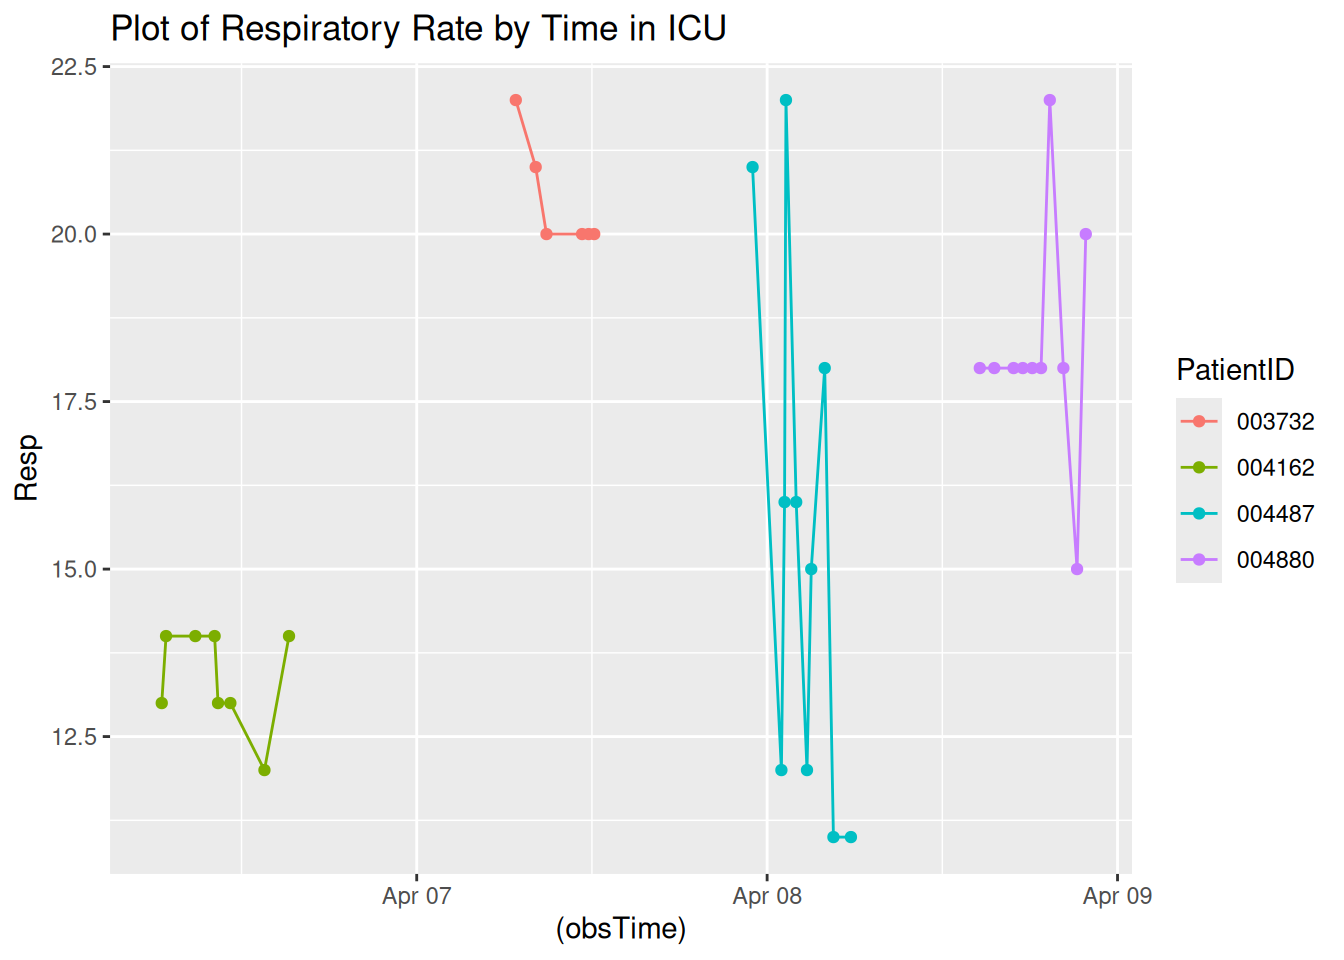 Plot of Respiratory Rate by Time in ICU
22.5
20.0
17.5
15.0
12.5
Resp
Apr 07
Apr 08
Apr 09
(obsTime)
PatientID
003732
004162
004487
004880